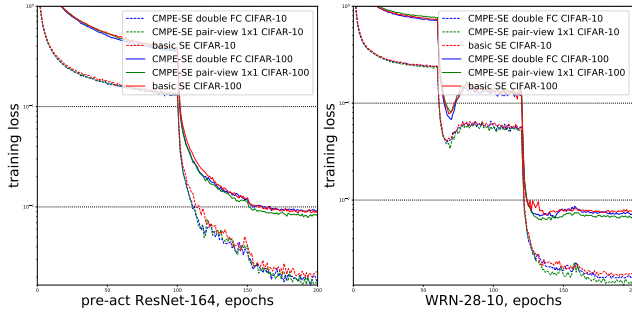 training loss
10⁰
CMPE-SE double FC CIFAR-10
CMPE-SE pair-view 1x1 CIFAR-10
basic SE CIFAR-10
CMPE-SE double FC CIFAR-100
CMPE-SE pair-view 1x1 CIFAR-100
basic SE CIFAR-100
0 50 100 150 200
pre-act ResNet-164, epochs
training loss
10⁰
CMPE-SE double FC CIFAR-10
CMPE-SE pair-view 1x1 CIFAR-10
basic SE CIFAR-10
CMPE-SE double FC CIFAR-100
CMPE-SE pair-view 1x1 CIFAR-100
basic SE CIFAR-100
0 50 100 150 200
WRN-28-10, epochs